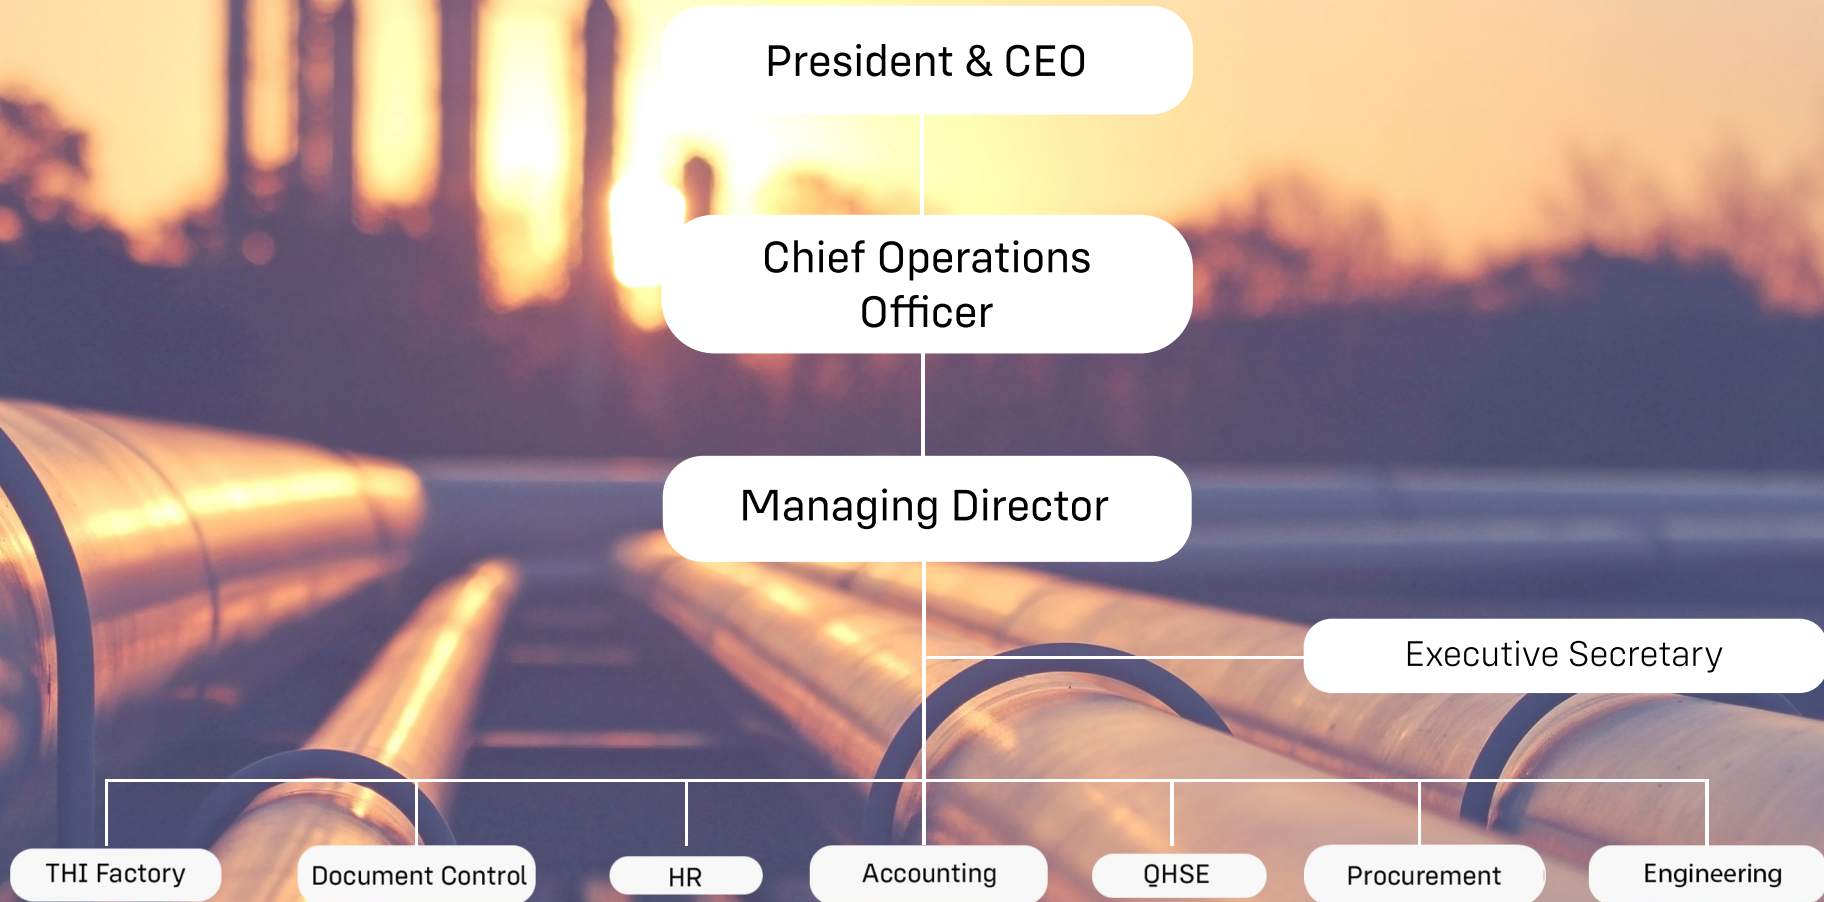 President & CEO
Chief Operations
Officer
Managing Director
Executive Secretary
THI Factory
Document Control
HR
Accounting
QHSE
Procurement
Engineering